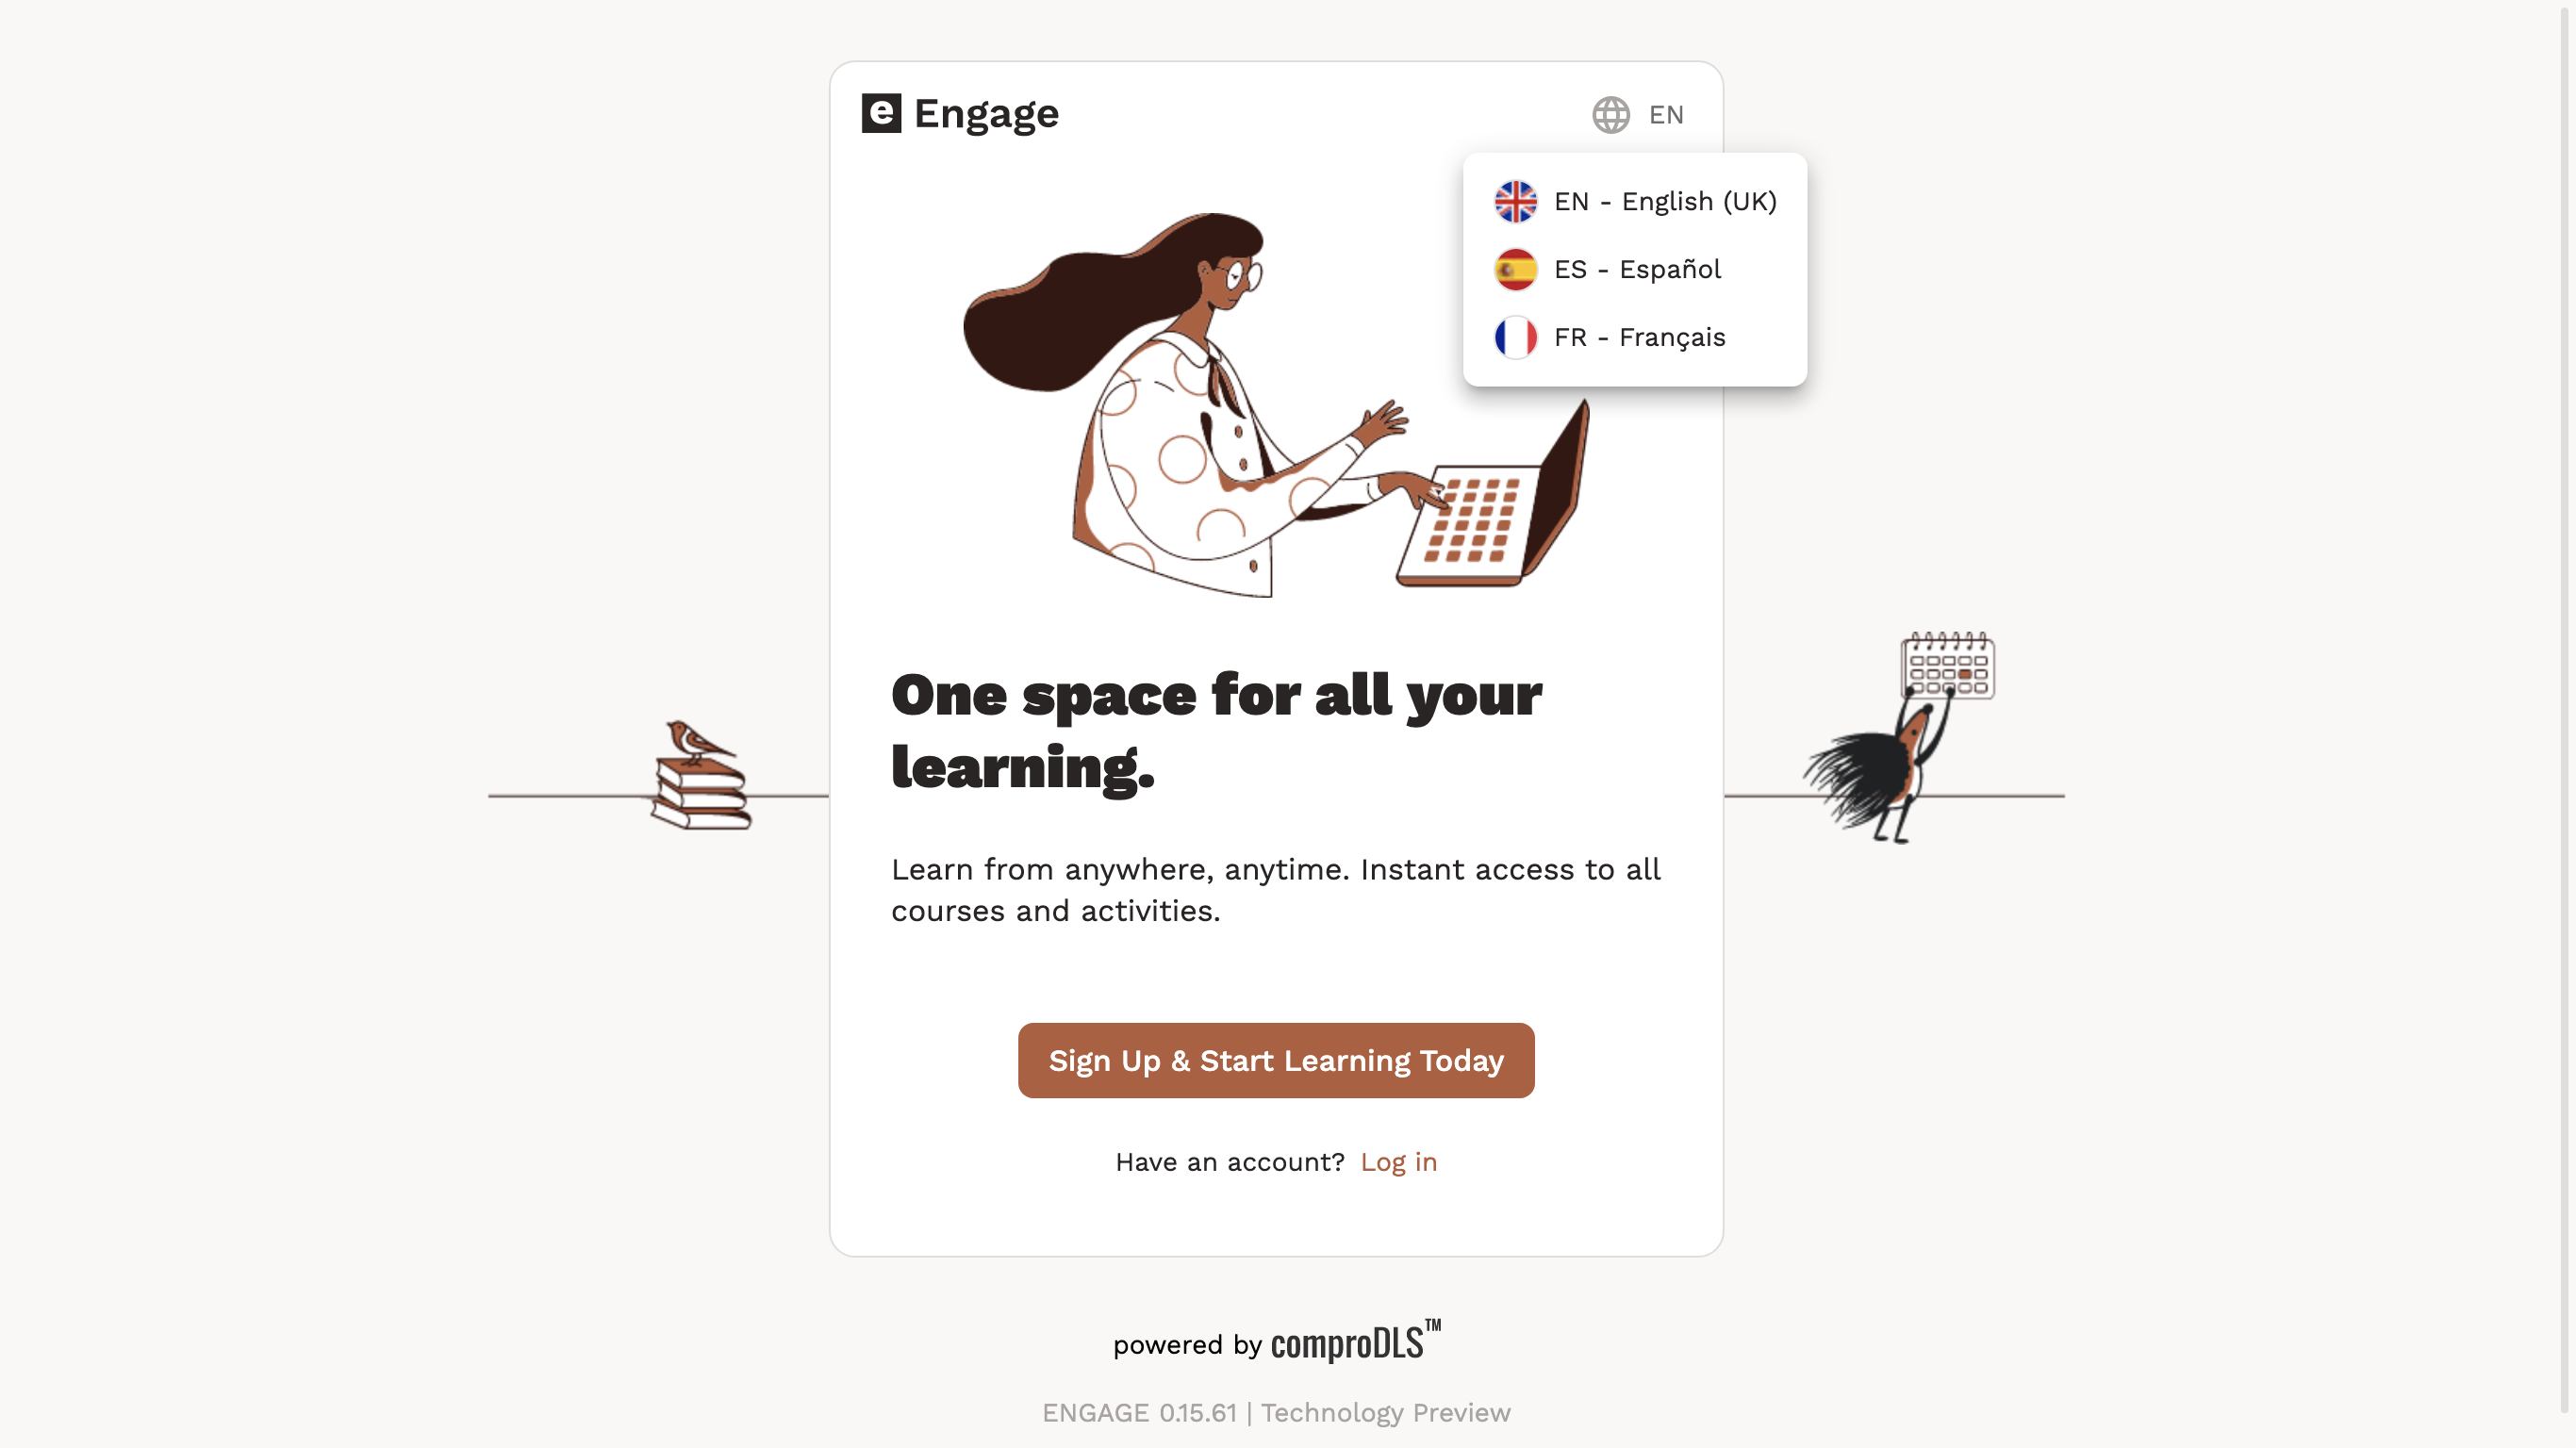 e Engage
EN
EN - English (UK)
ES - Español
FR - Français
One space for all your
learning.
Learn from anywhere, anytime. Instant access to all
courses and activities.
Sign Up & Start Learning Today
Have an account? Log in
powered by comproDLS™
ENGAGE 0.15.61 | Technology Preview